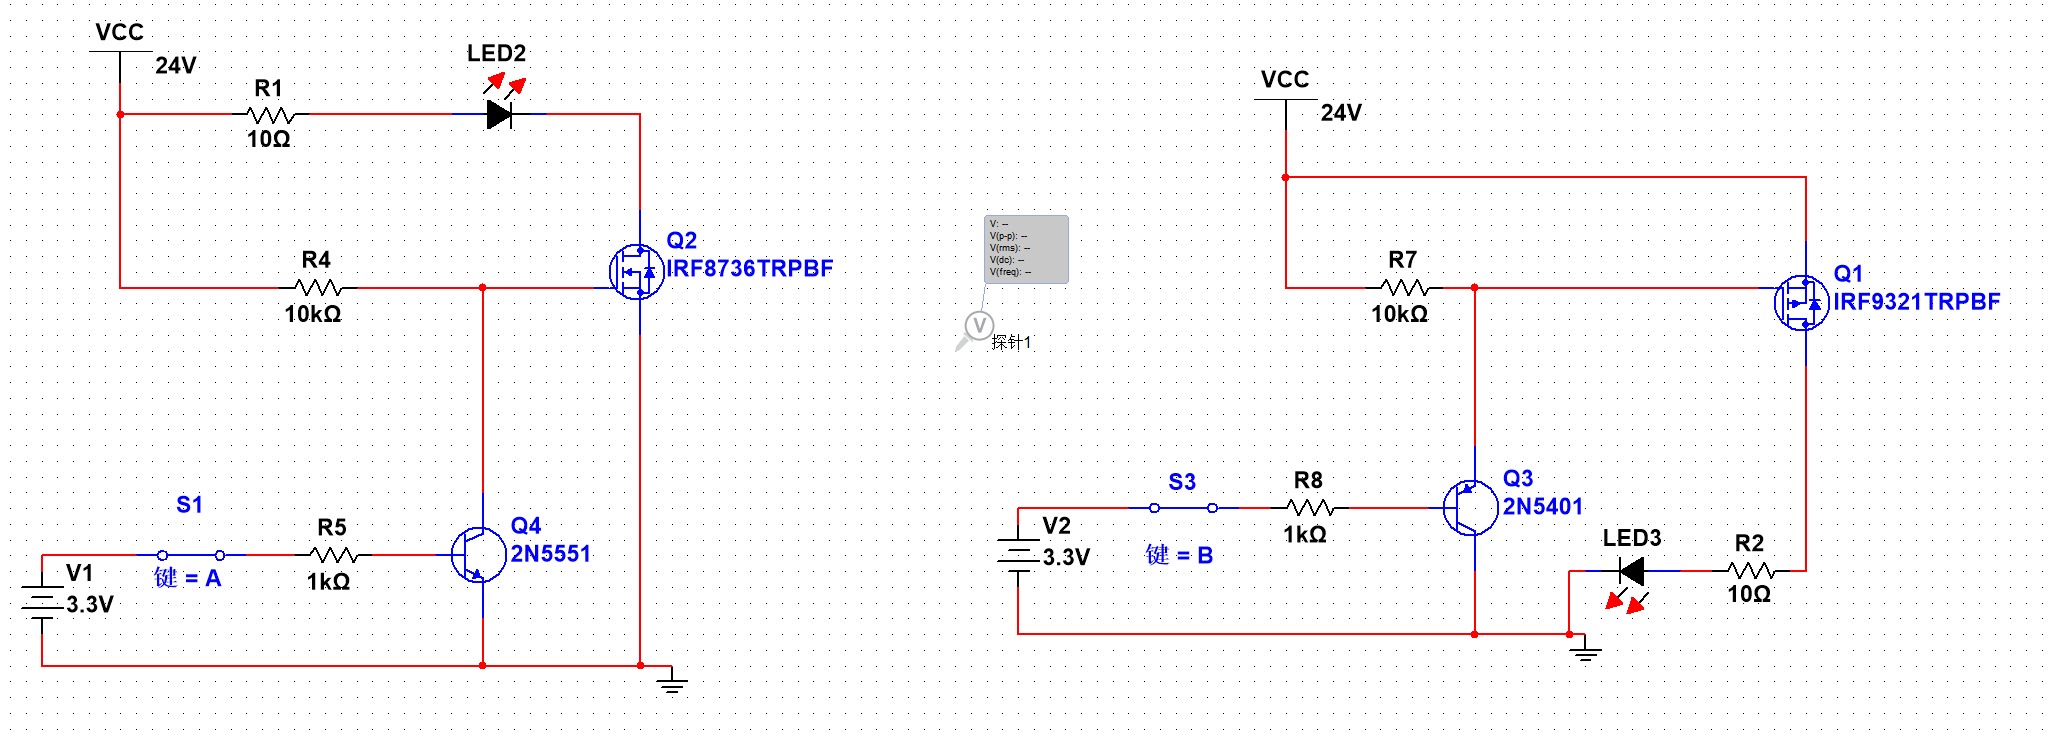 VCC
24V
LED2
R1
10Ω
Q2
IRF8736TRPBF
R4
10kΩ
S1
键 = A
R5
1kΩ
Q4
2N5551
V1
3.3V
V: --
V(p-p): --
V(rms): --
V(dc): --
V(freq): --
V
探针1
VCC
24V
R7
10kΩ
Q1
IRF9321TRPBF
S3
键 = B
R8
1kΩ
Q3
2N5401
V2
3.3V
LED3
R2
10Ω